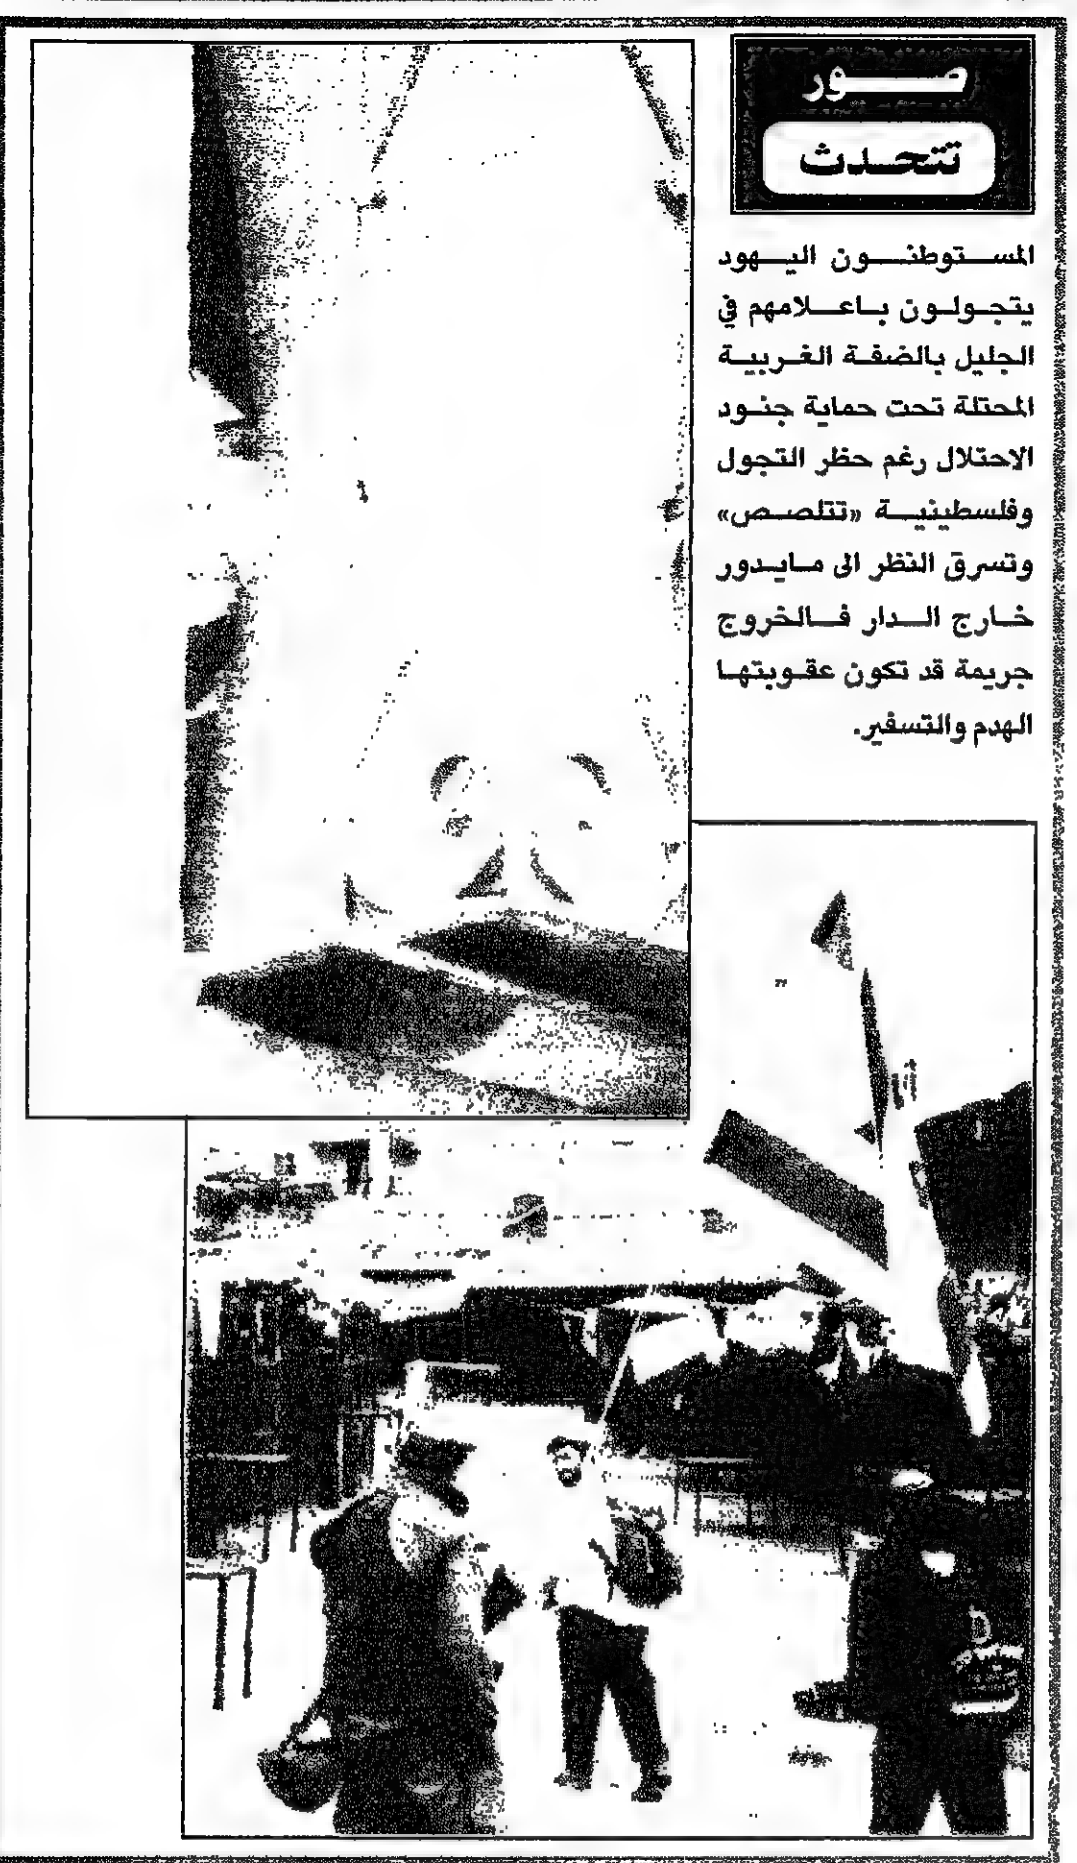 صور
تتحدث
المستوطنون اليهود
يتجولون باعلامهم في
الجليل بالضفة الغربية
المحتلة تحت حماية جنود
الاحتلال رغم حظر التجول
وفلسطينية «تتلصص»
وتسرق النظر الى مايدور
خارج الدار فالخروج
جريمة قد تكون عقوبتها
الهدم والتسفير.